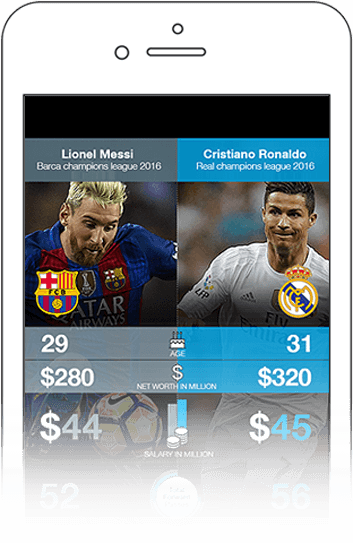 Lionel Messi
Barca champions league 2016
Cristiano Ronaldo
Real champions league 2016
FCB
QATAR
AIRWAYS
29
AGE
31
$280
$
NET WORTH IN MILLION
$320
$44
SALARY IN MILLION
$45
52
56